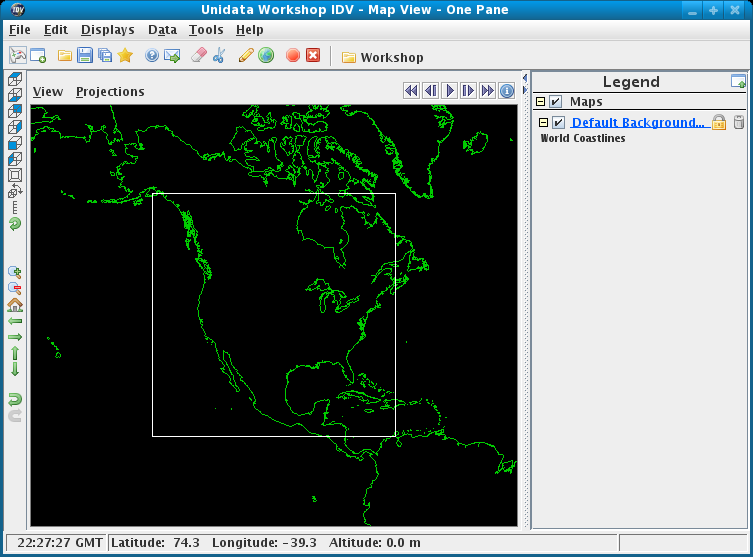 Unidata Workshop IDV - Map View - One Pane
File Edit Displays Data Tools Help
Workshop
View Projections
Legend
Maps
Default Background...
World Coastlines
22:27:27 GMT Latitude: 74.3 Longitude: -39.3 Altitude: 0.0 m